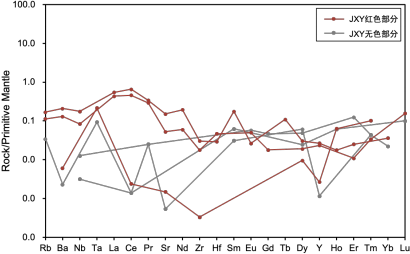 100.0
JXY红色部分
JXY无色部分
10.0
1.0
0.1
0.0
0.0
0.0
Rock/Primitive Mantle
Rb Ba Nb Ta La Ce Pr Sr Nd Zr Hf Sm Eu Gd Tb Dy Y Ho Er Tm Yb Lu